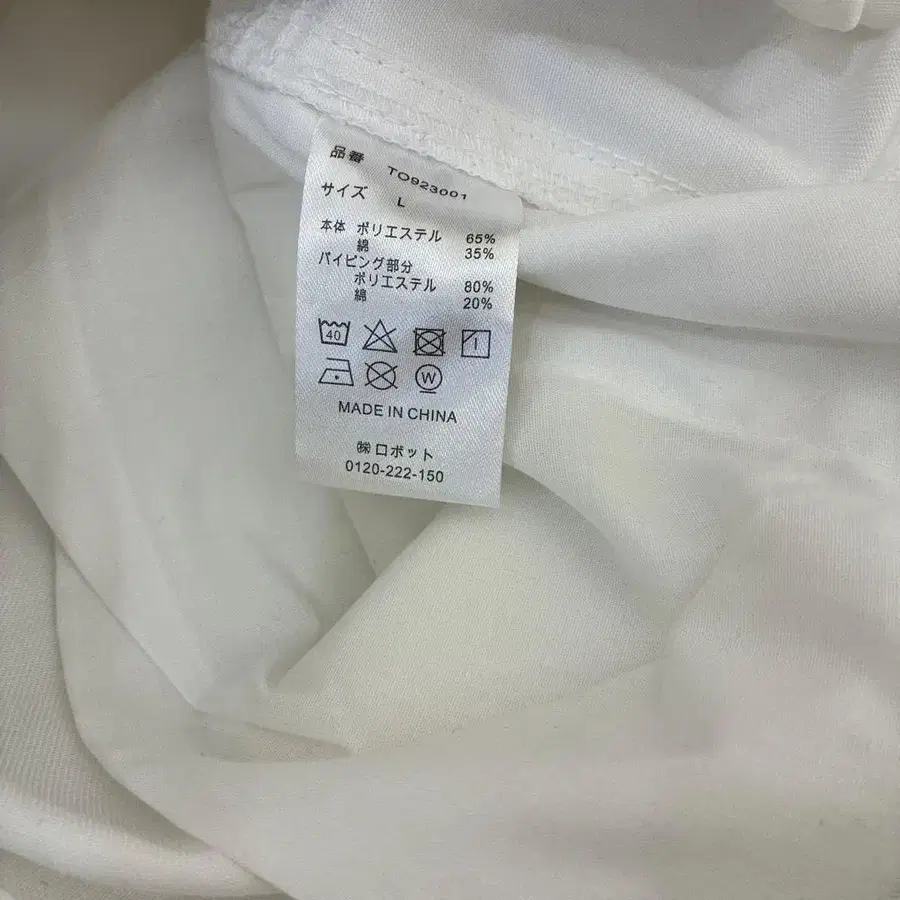 品番 TO923001
サイズ L
本体 ポリエステル 65%
綿 35%
パイピング部分
ポリエステル 80%
綿 20%
40
I
W
MADE IN CHINA
㈱ロボット
0120-222-150